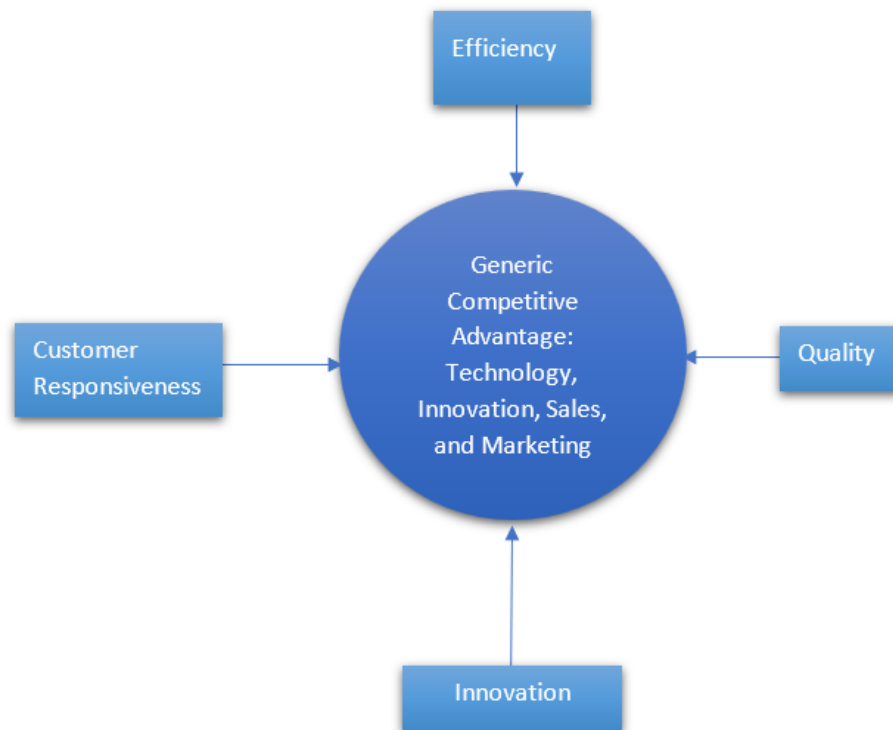 Efficiency
Generic
Competitive
Advantage:
Technology,
Innovation, Sales,
and Marketing
Customer
Responsiveness
Quality
Innovation